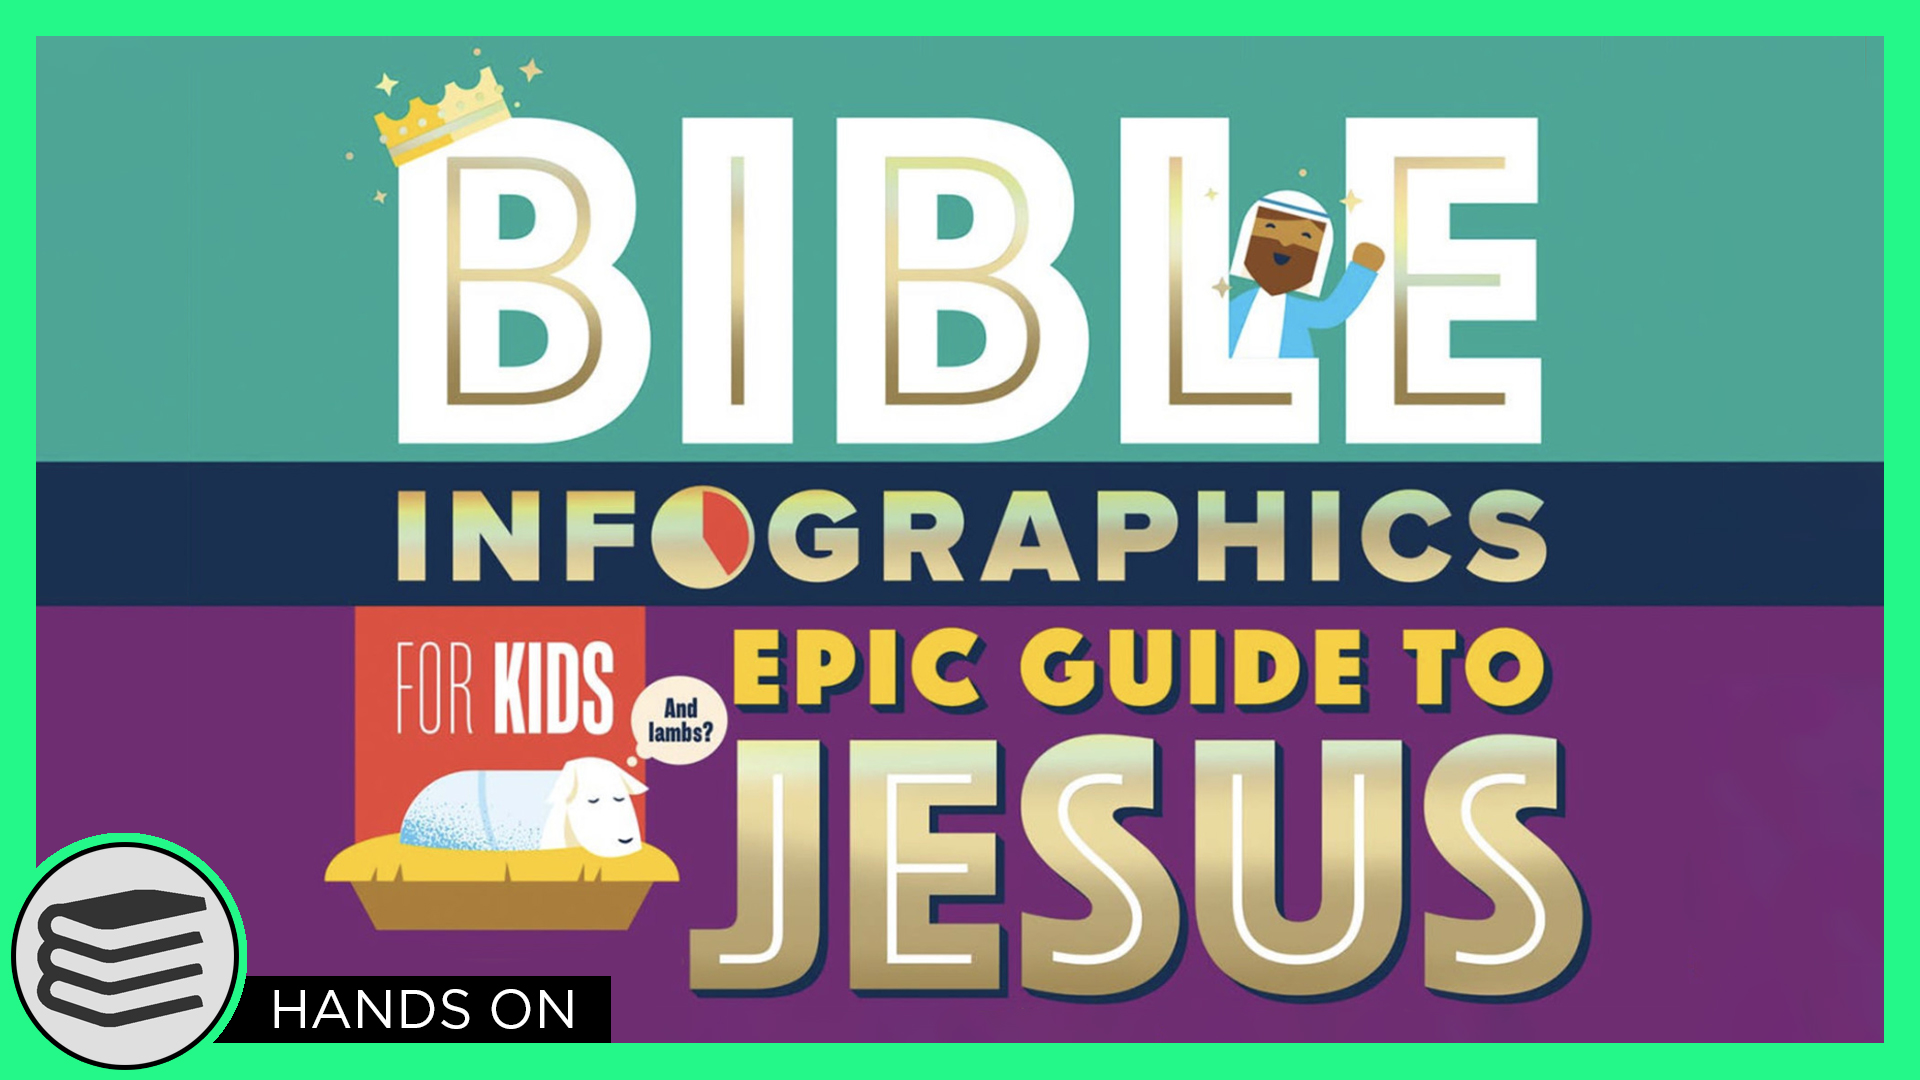 BIBLE
INFOGRAPHICS
FOR KIDS
And
lambs?
EPIC GUIDE TO
JESUS
HANDS ON